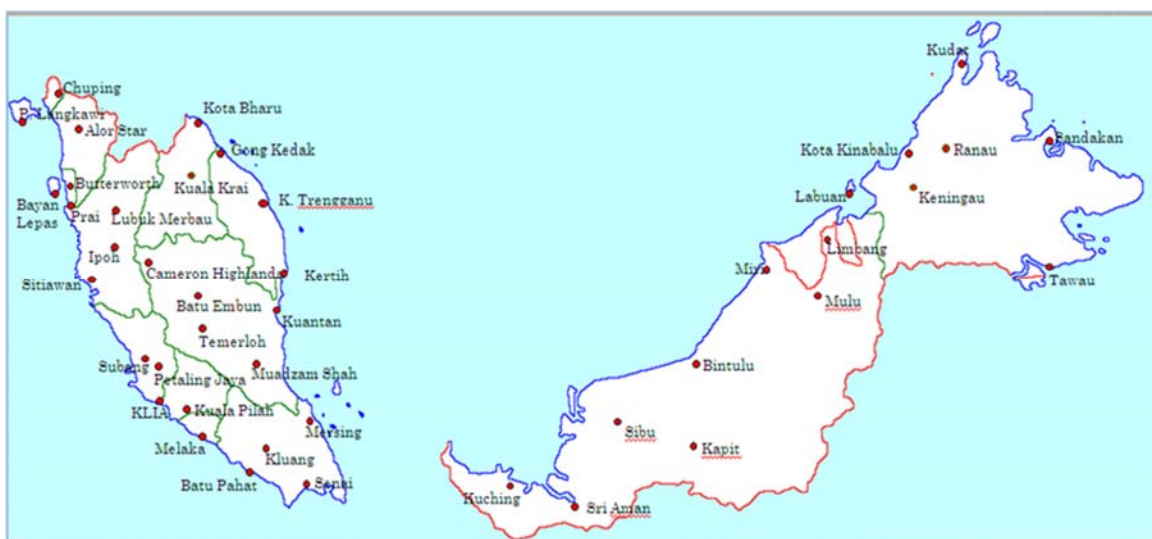 Kudat
Chuping
P. Langkawi
Kota Bharu
Alor Star
Sandakan
Gong Kedak
Kota Kinabalu
Ranau
Butterworth
Kuala Krai
Labuan
Keningau
Bayan
Lepas
K. Trengganu
Prai
Lubuk Merbau
Ipoh
Limbang
Cameron Highlands
Kertih
Miri
Sitiawan
Tawau
Batu Embun
Mulu
Kuantan
Temerloh
Subang
Muadzam Shah
Bintulu
Petaling Jaya
KLIA
Kuala Pilah
Mersing
Sibu
Melaka
Kluang
Kapit
Batu Pahat
Senai
Kuching
Sri Aman